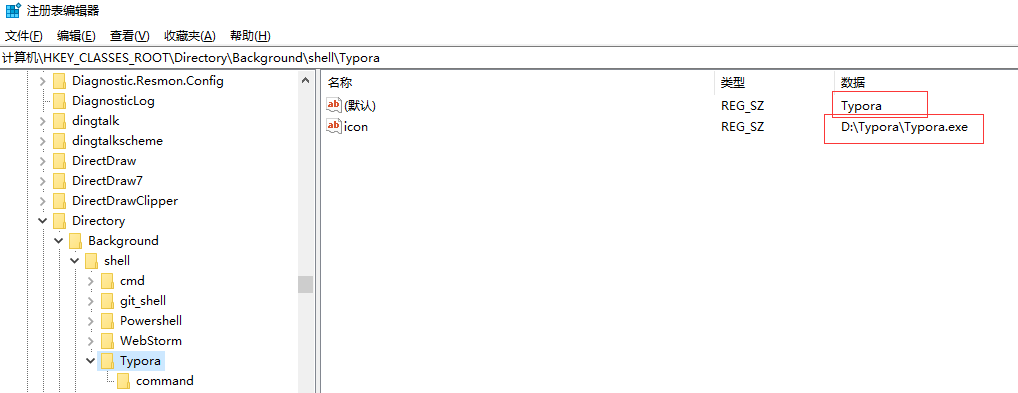 注册表编辑器
文件(F) 编辑(E) 查看(V) 收藏夹(A) 帮助(H)
计算机\HKEY_CLASSES_ROOT\Directory\Background\shell\Typora
Diagnostic.Resmon.Config
DiagnosticLog
dingtalk
dingtalkscheme
DirectDraw
DirectDraw7
DirectDrawClipper
Directory
Background
shell
cmd
git_shell
Powershell
WebStorm
Typora
command
名称 类型 数据
ab (默认) REG_SZ Typora
ab icon REG_SZ D:\Typora\Typora.exe